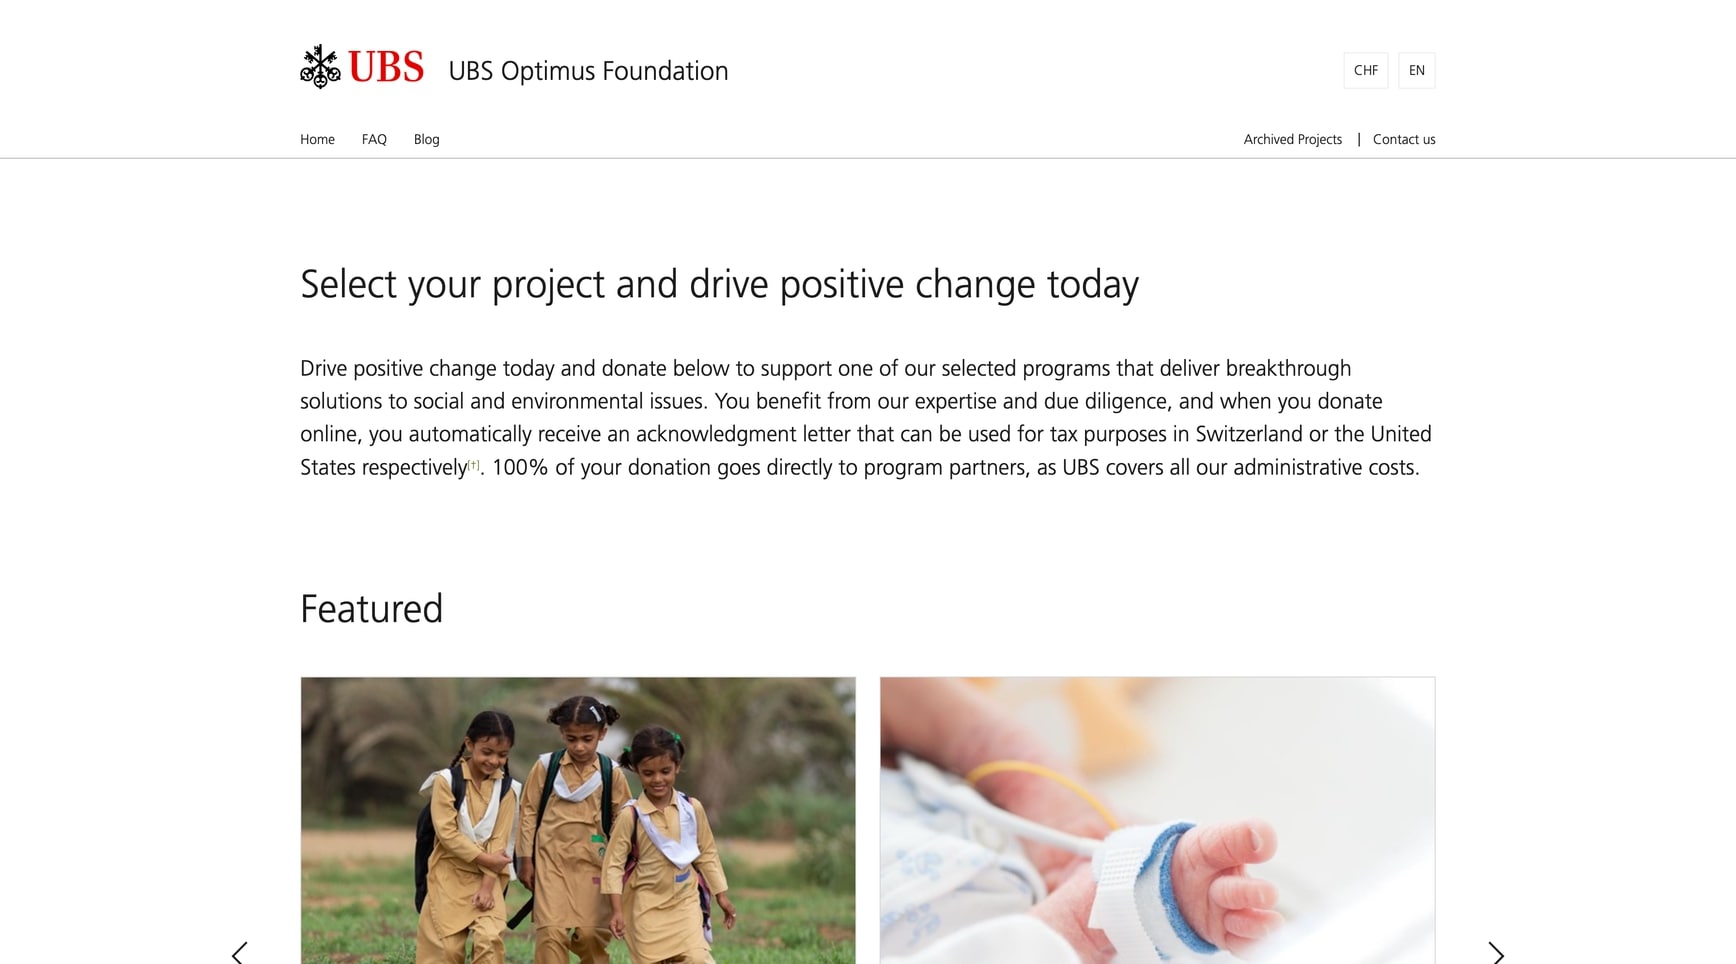 UBS UBS Optimus Foundation
CHF EN
Home FAQ Blog
Archived Projects | Contact us
Select your project and drive positive change today
Drive positive change today and donate below to support one of our selected programs that deliver breakthrough
solutions to social and environmental issues. You benefit from our expertise and due diligence, and when you donate
online, you automatically receive an acknowledgment letter that can be used for tax purposes in Switzerland or the United
States respectively[†]. 100% of your donation goes directly to program partners, as UBS covers all our administrative costs.
Featured